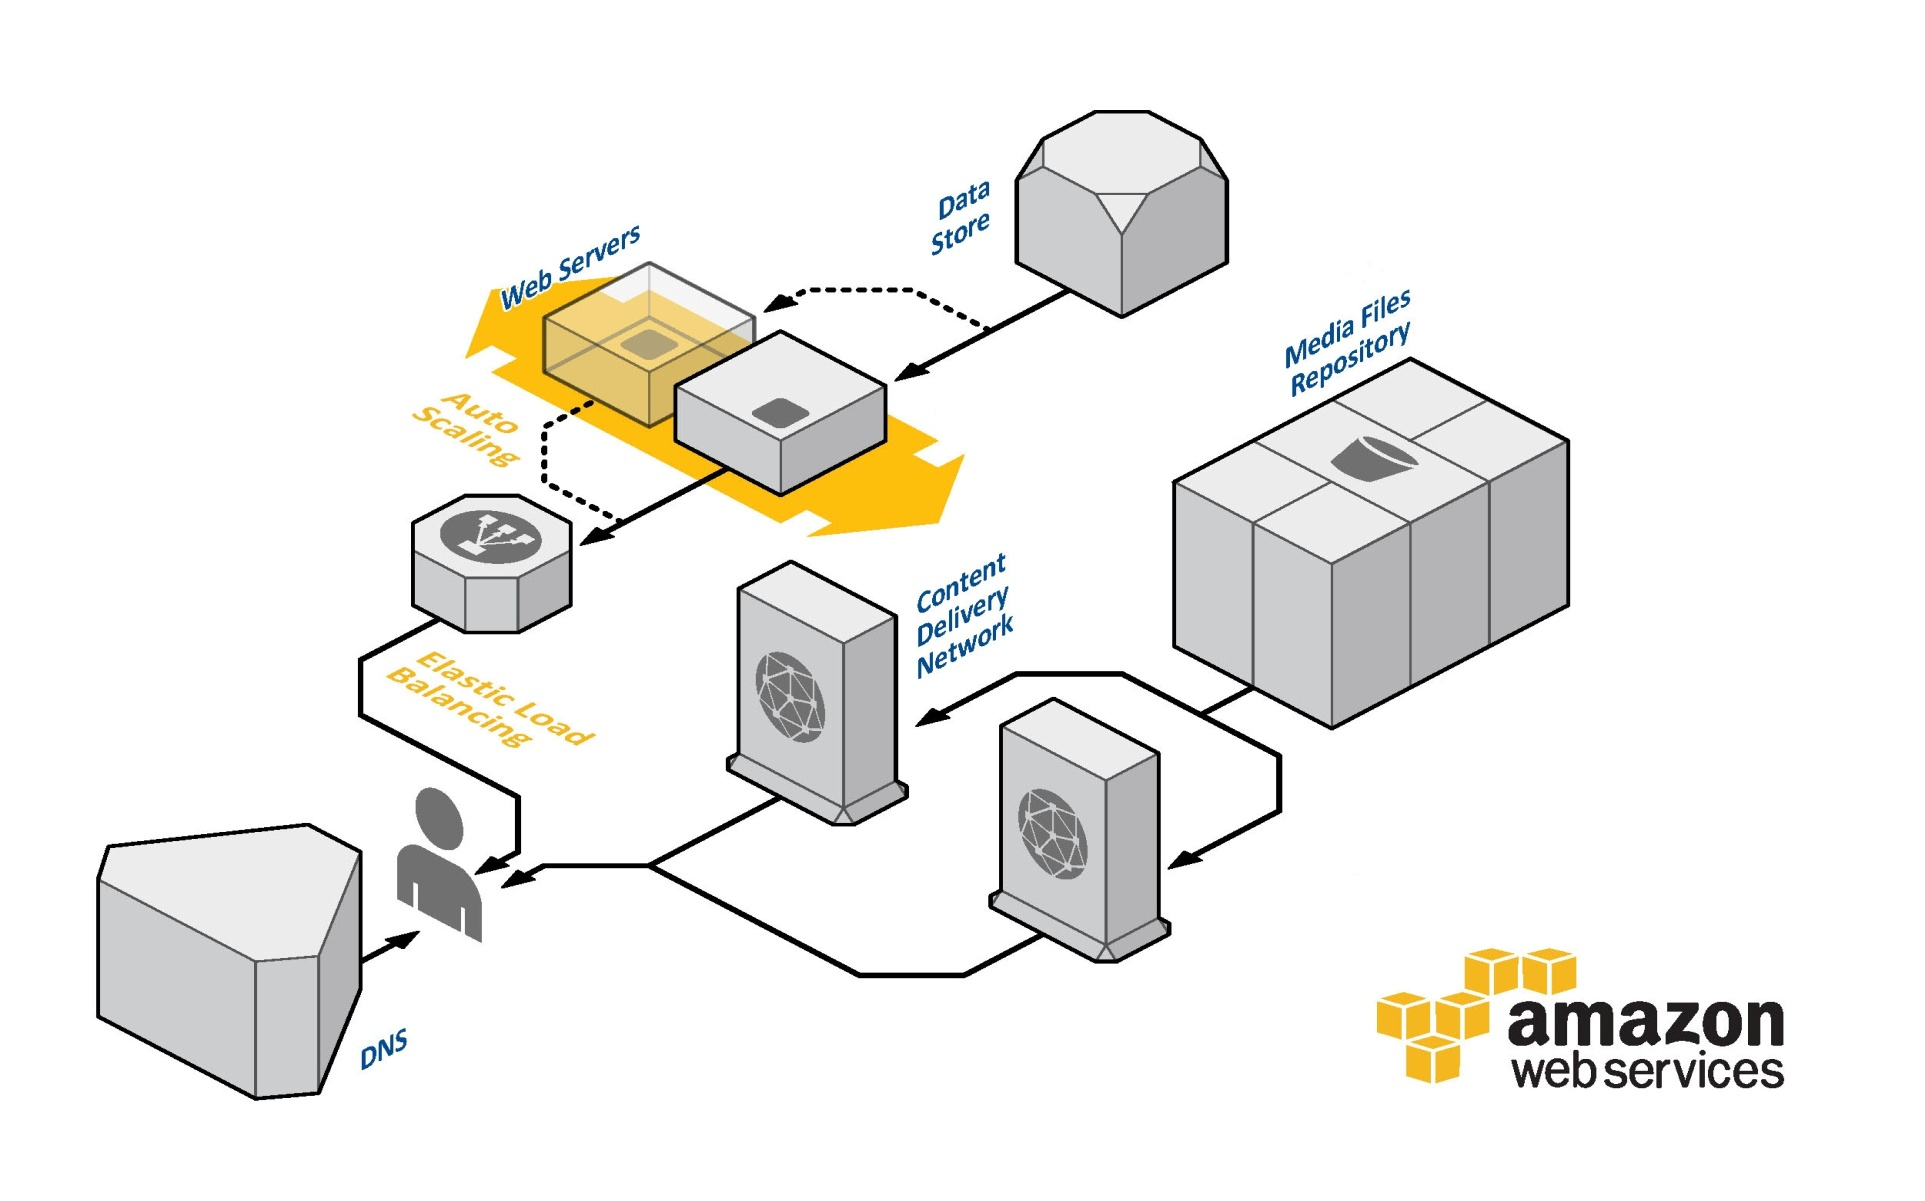 Data
Store
Web Servers
Media Files
Repository
Auto
Scaling
Content
Delivery
Network
Elastic Load
Balancing
DNS
amazon
web services